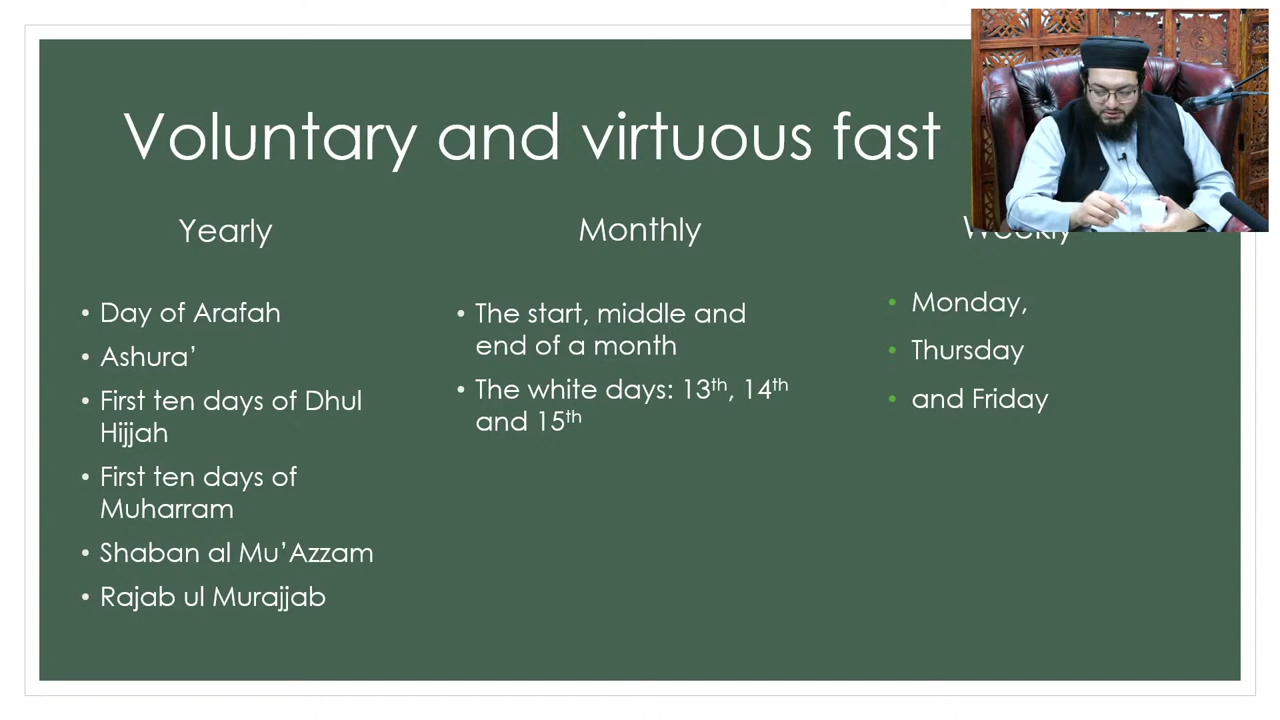 Voluntary and virtuous fast
Yearly
• Day of Arafah
• Ashura’
• First ten days of Dhul
Hijjah
• First ten days of
Muharram
• Shaban al Mu’Azzam
• Rajab ul Murajjab
Monthly
• The start, middle and
end of a month
• The white days: 13th, 14th
and 15th
Weekly
• Monday,
• Thursday
• and Friday